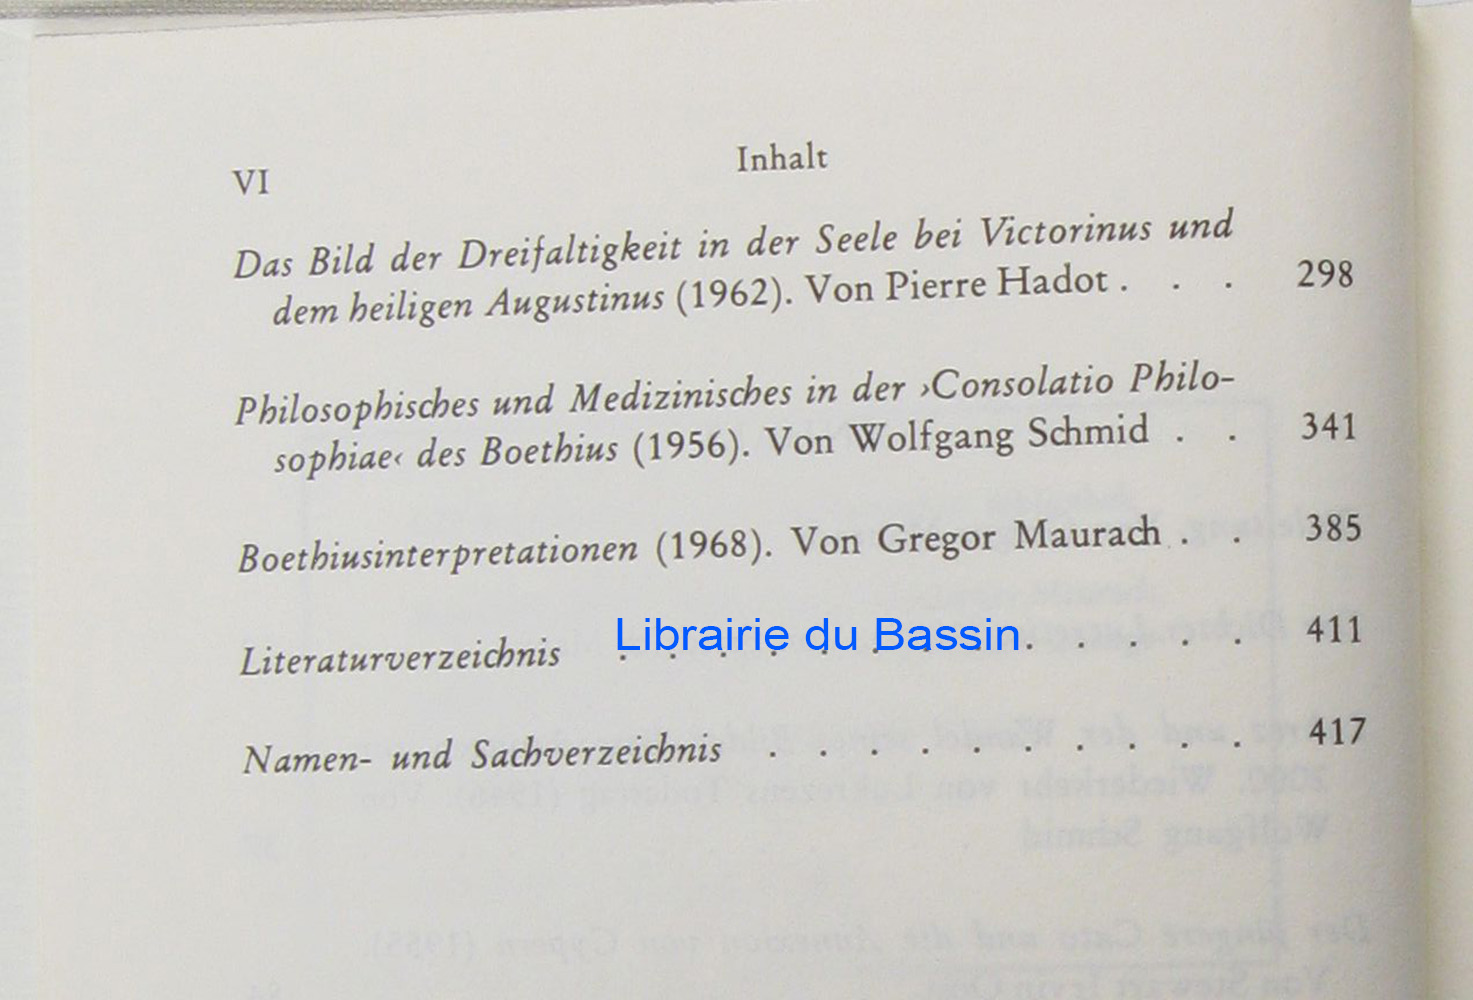 VI
Inhalt
Das Bild der Dreifaltigkeit in der Seele bei Victorinus und
dem heiligen Augustinus (1962). Von Pierre Hadot . . . 298
Philosophisches und Medizinisches in der ›Consolatio Philo-
sophiae‹ des Boethius (1956). Von Wolfgang Schmid . . 341
Boethiusinterpretationen (1968). Von Gregor Maurach . . 385
Literaturverzeichnis . . . . . . . . . . . . . 411
Librairie du Bassin
Namen- und Sachverzeichnis . . . . . . . . . . 417